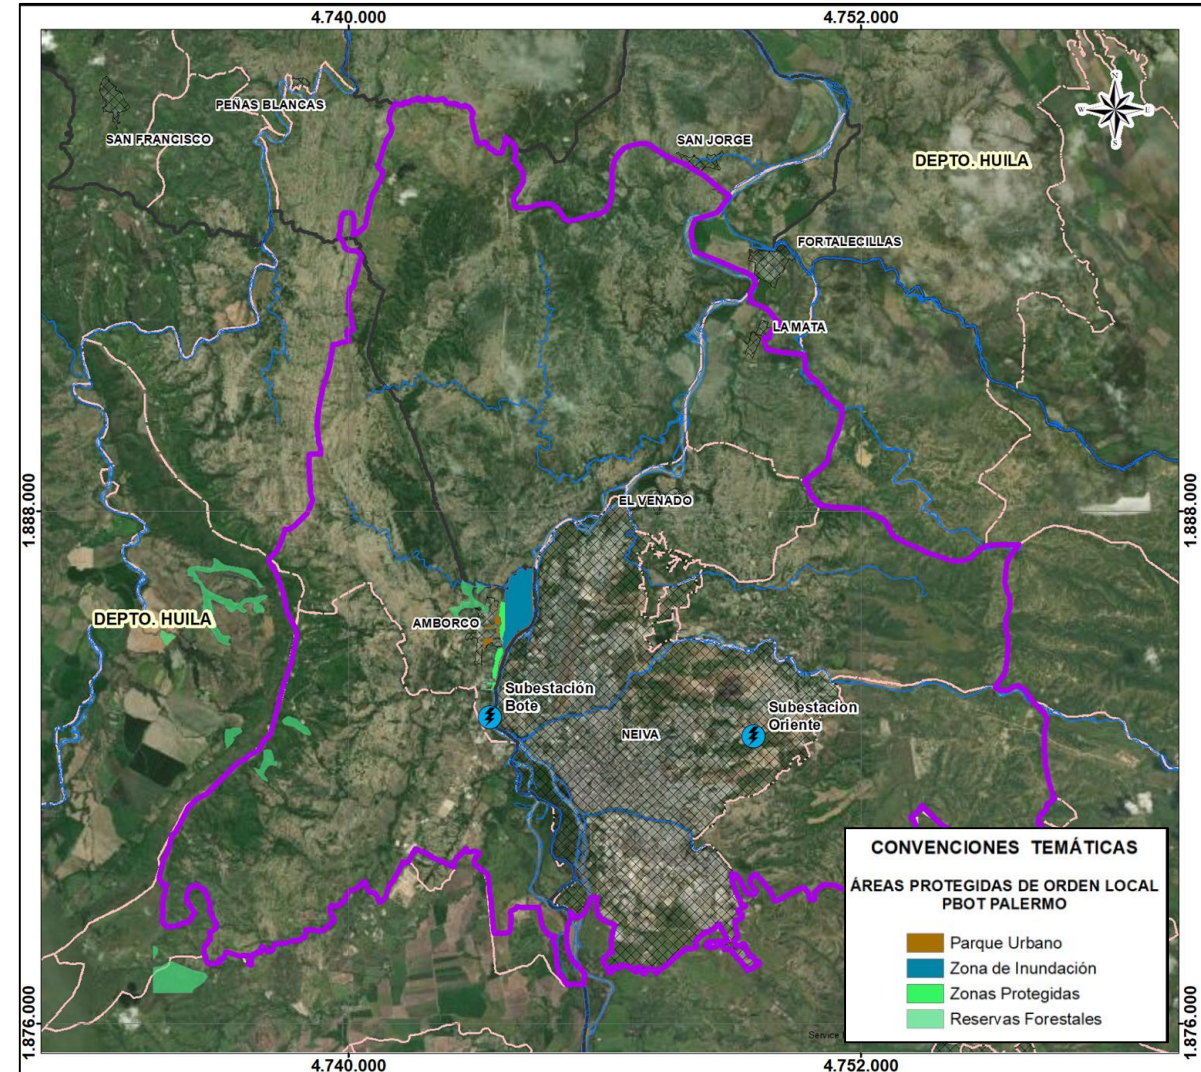 4.740.000
4.752.000
PEÑAS BLANCAS
SAN FRANCISCO
SAN JORGE
DEPTO. HUILA
N
W
E
S
FORTALECILLAS
LA MATA
1.888.000
EL VENADO
1.888.000
DEPTO. HUILA
AMBORCO
Subestación
Bote
NEIVA
Subestacion
Oriente
CONVENCIONES TEMÁTICAS
ÁREAS PROTEGIDAS DE ORDEN LOCAL
PBOT PALERMO
Parque Urbano
Zona de Inundación
Zonas Protegidas
Reservas Forestales
1.876.000
1.876.000
Service
4.740.000
4.752.000